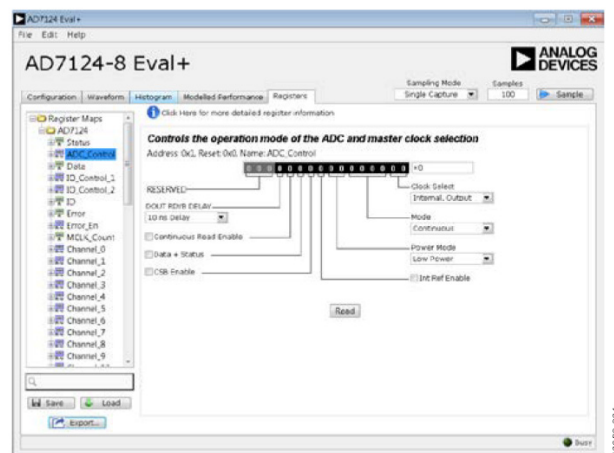 AD7124 Eval+
File Edit Help
AD7124-8 Eval+
ANALOG
DEVICES
Sampling Mode
Single Capture
Samples
100
Sample
Configuration Waveform Histogram Modelled Performance Registers
Click Here for more detailed register information
Register Maps
AD7124
Status
ADC_Control
Data
IO_Control_1
IO_Control_2
ID
Error
Error_En
MCLK_Count
Channel_0
Channel_1
Channel_2
Channel_3
Channel_4
Channel_5
Channel_6
Channel_7
Channel_8
Channel_9
Save Load
Export...
Controls the operation mode of the ADC and master clock selection
Address: 0x1, Reset: 0x0, Name: ADC_Control
0 0 0 0 0 0 0 0 0 0 0 0 0 0 0 0
RESERVED
DOUT RDYB DELAY
10 ns Delay
Continuous Read Enable
Data + Status
CSB Enable
Clock Select
Internal, Output
Mode
Continuous
Power Mode
Low Power
Int Ref Enable
Read
Busy